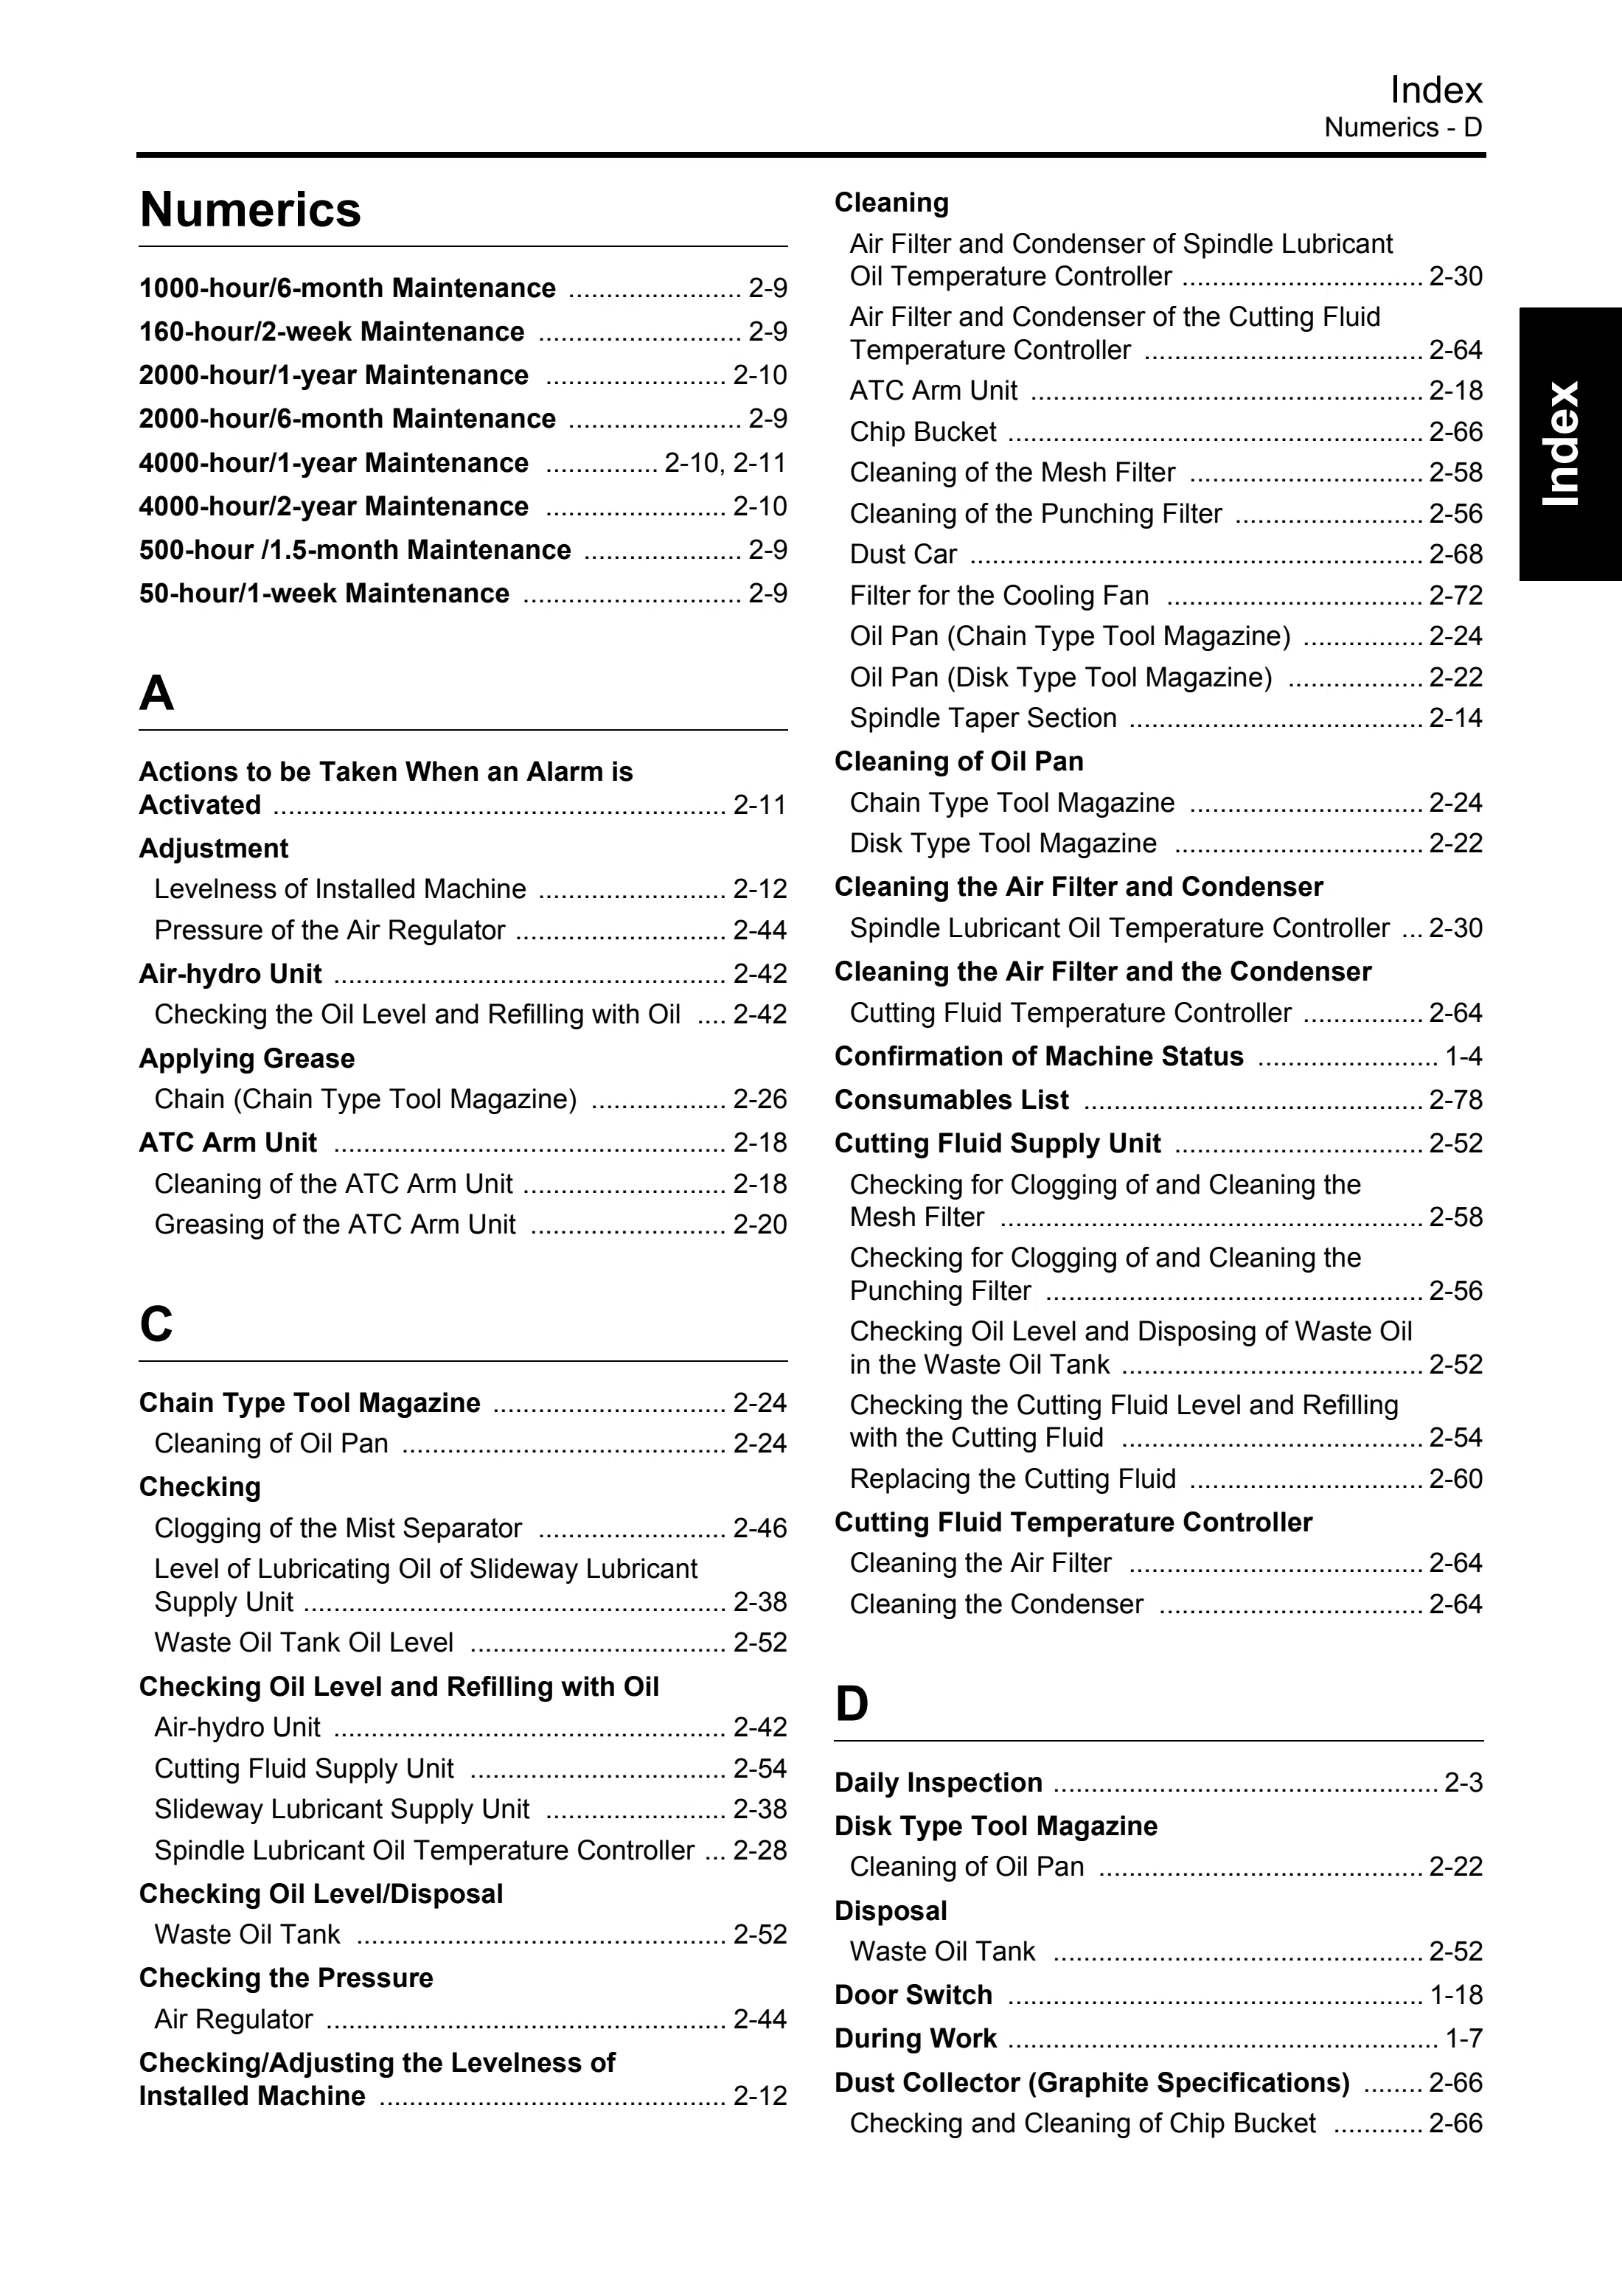 Index
Numerics - D
Numerics
1000-hour/6-month Maintenance ....................... 2-9
160-hour/2-week Maintenance ........................... 2-9
2000-hour/1-year Maintenance ........................ 2-10
2000-hour/6-month Maintenance ....................... 2-9
4000-hour/1-year Maintenance ............... 2-10, 2-11
4000-hour/2-year Maintenance ........................ 2-10
500-hour /1.5-month Maintenance ..................... 2-9
50-hour/1-week Maintenance ............................. 2-9
A
Actions to be Taken When an Alarm is
Activated ............................................................ 2-11
Adjustment
Levelness of Installed Machine ......................... 2-12
Pressure of the Air Regulator ............................ 2-44
Air-hydro Unit .................................................... 2-42
Checking the Oil Level and Refilling with Oil .... 2-42
Applying Grease
Chain (Chain Type Tool Magazine) .................. 2-26
ATC Arm Unit .................................................... 2-18
Cleaning of the ATC Arm Unit ........................... 2-18
Greasing of the ATC Arm Unit .......................... 2-20
C
Chain Type Tool Magazine ............................... 2-24
Cleaning of Oil Pan ........................................... 2-24
Checking
Clogging of the Mist Separator ......................... 2-46
Level of Lubricating Oil of Slideway Lubricant
Supply Unit ........................................................ 2-38
Waste Oil Tank Oil Level .................................. 2-52
Checking Oil Level and Refilling with Oil
Air-hydro Unit .................................................... 2-42
Cutting Fluid Supply Unit .................................. 2-54
Slideway Lubricant Supply Unit ........................ 2-38
Spindle Lubricant Oil Temperature Controller ... 2-28
Checking Oil Level/Disposal
Waste Oil Tank ................................................. 2-52
Checking the Pressure
Air Regulator ..................................................... 2-44
Checking/Adjusting the Levelness of
Installed Machine .............................................. 2-12
Cleaning
Air Filter and Condenser of Spindle Lubricant
Oil Temperature Controller ................................ 2-30
Air Filter and Condenser of the Cutting Fluid
Temperature Controller ..................................... 2-64
ATC Arm Unit .................................................... 2-18
Chip Bucket ....................................................... 2-66
Cleaning of the Mesh Filter ............................... 2-58
Cleaning of the Punching Filter ......................... 2-56
Dust Car ............................................................ 2-68
Filter for the Cooling Fan .................................. 2-72
Oil Pan (Chain Type Tool Magazine) ................ 2-24
Oil Pan (Disk Type Tool Magazine) .................. 2-22
Spindle Taper Section ....................................... 2-14
Cleaning of Oil Pan
Chain Type Tool Magazine ............................... 2-24
Disk Type Tool Magazine ................................. 2-22
Cleaning the Air Filter and Condenser
Spindle Lubricant Oil Temperature Controller ... 2-30
Cleaning the Air Filter and the Condenser
Cutting Fluid Temperature Controller ................ 2-64
Confirmation of Machine Status ........................ 1-4
Consumables List ............................................. 2-78
Cutting Fluid Supply Unit ................................. 2-52
Checking for Clogging of and Cleaning the
Mesh Filter ........................................................ 2-58
Checking for Clogging of and Cleaning the
Punching Filter .................................................. 2-56
Checking Oil Level and Disposing of Waste Oil
in the Waste Oil Tank ........................................ 2-52
Checking the Cutting Fluid Level and Refilling
with the Cutting Fluid ........................................ 2-54
Replacing the Cutting Fluid ............................... 2-60
Cutting Fluid Temperature Controller
Cleaning the Air Filter ....................................... 2-64
Cleaning the Condenser ................................... 2-64
D
Daily Inspection ................................................... 2-3
Disk Type Tool Magazine
Cleaning of Oil Pan ........................................... 2-22
Disposal
Waste Oil Tank ................................................. 2-52
Door Switch ....................................................... 1-18
During Work ......................................................... 1-7
Dust Collector (Graphite Specifications) ........ 2-66
Checking and Cleaning of Chip Bucket ............ 2-66
Index